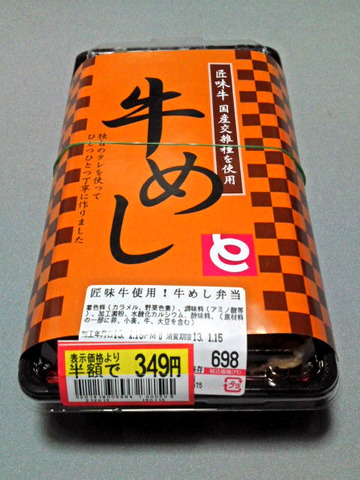 匠味牛 国産交雑種を使用
牛めし
独自のタレを使って
ひとつひとつ丁寧に作りました
匠味牛使用!牛めし弁当
着色料(カラメル、野菜色素)、調味料(アミノ酸等
)、加工澱粉、水酸化カルシウム、酸味料、(原材料
の一部に卵、小麦、牛、大豆を含む)
消費期限13. 1.15
698
税込価格(円)
表示価格より
半額で 349円